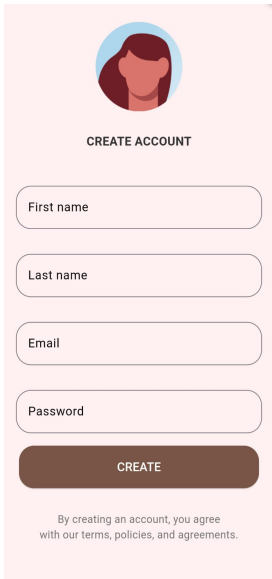 CREATE ACCOUNT
First name
Last name
Email
Password
CREATE
By creating an account, you agree
with our terms, policies, and agreements.